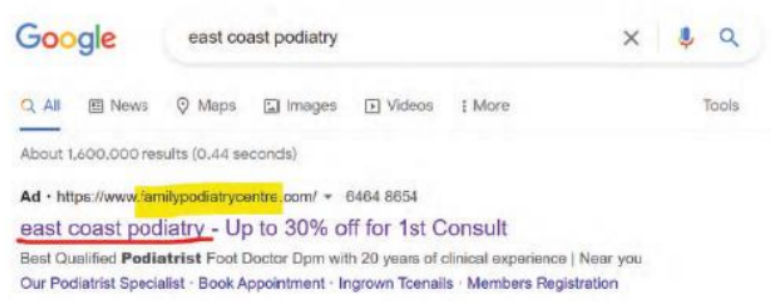 Google east coast podiatry
All News Maps Images Videos More Tools
About 1,600,000 results (0.44 seconds)
Ad · https://www.familypodiatrycentre.com/ 6464 8654
east coast podiatry - Up to 30% off for 1st Consult
Best Qualified Podiatrist Foot Doctor Dpm with 20 years of clinical experience | Near you
Our Podiatrist Specialist · Book Appointment · Ingrown Toenails · Members Registration